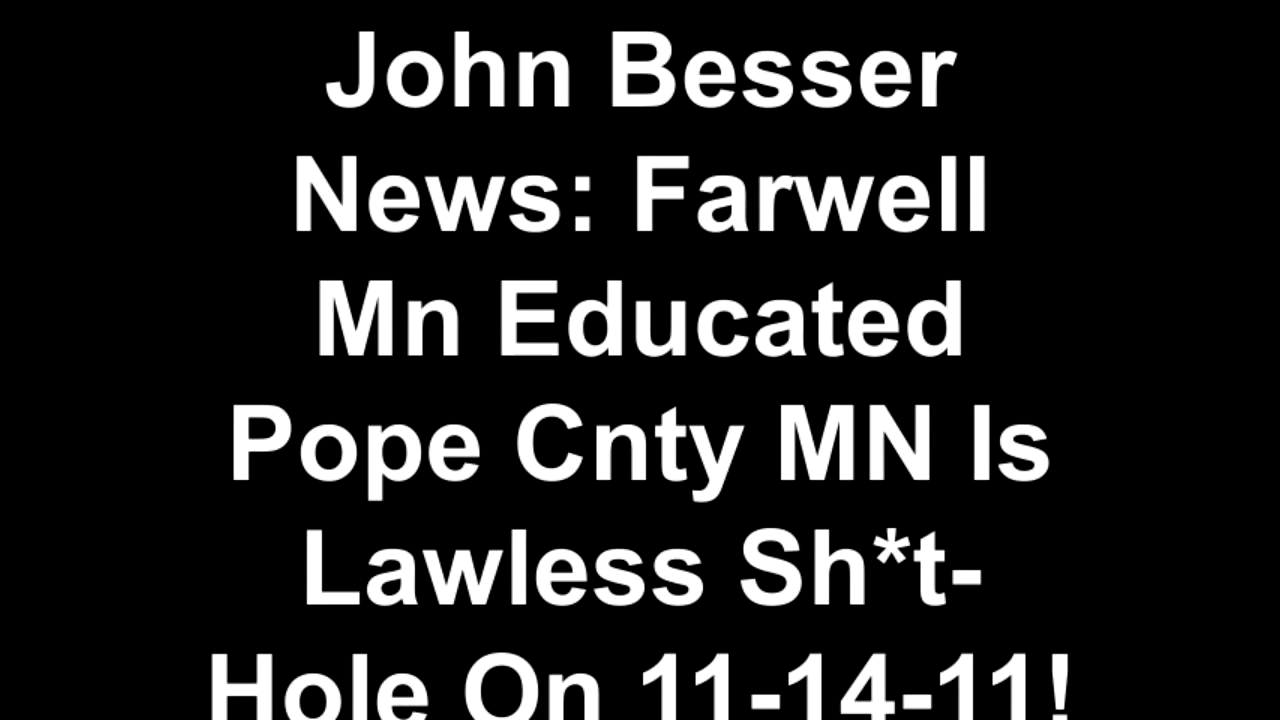 John Besser
News: Farwell
Mn Educated
Pope Cnty MN Is
Lawless Sh*t-
Hole On 11-14-11!